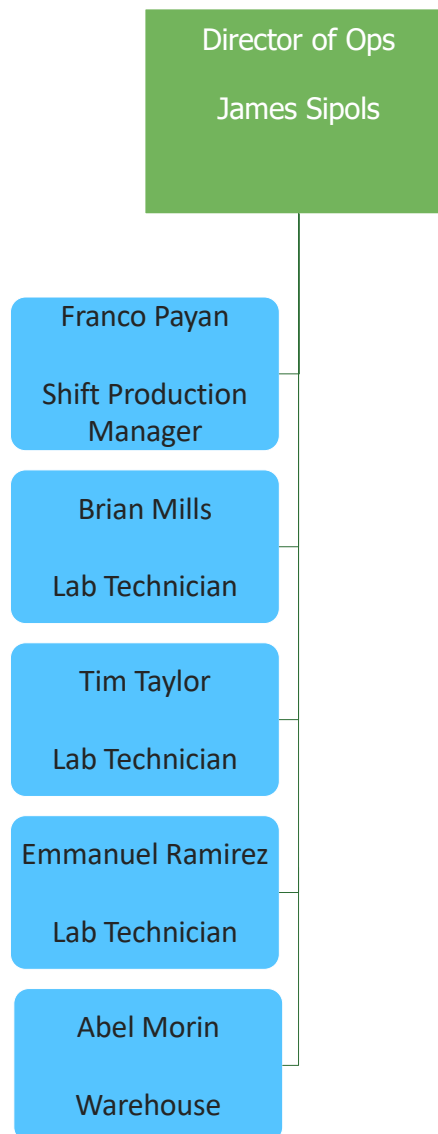 Director of Ops
James Sipols
Franco Payan
Shift Production
Manager
Brian Mills
Lab Technician
Tim Taylor
Lab Technician
Emmanuel Ramirez
Lab Technician
Abel Morin
Warehouse